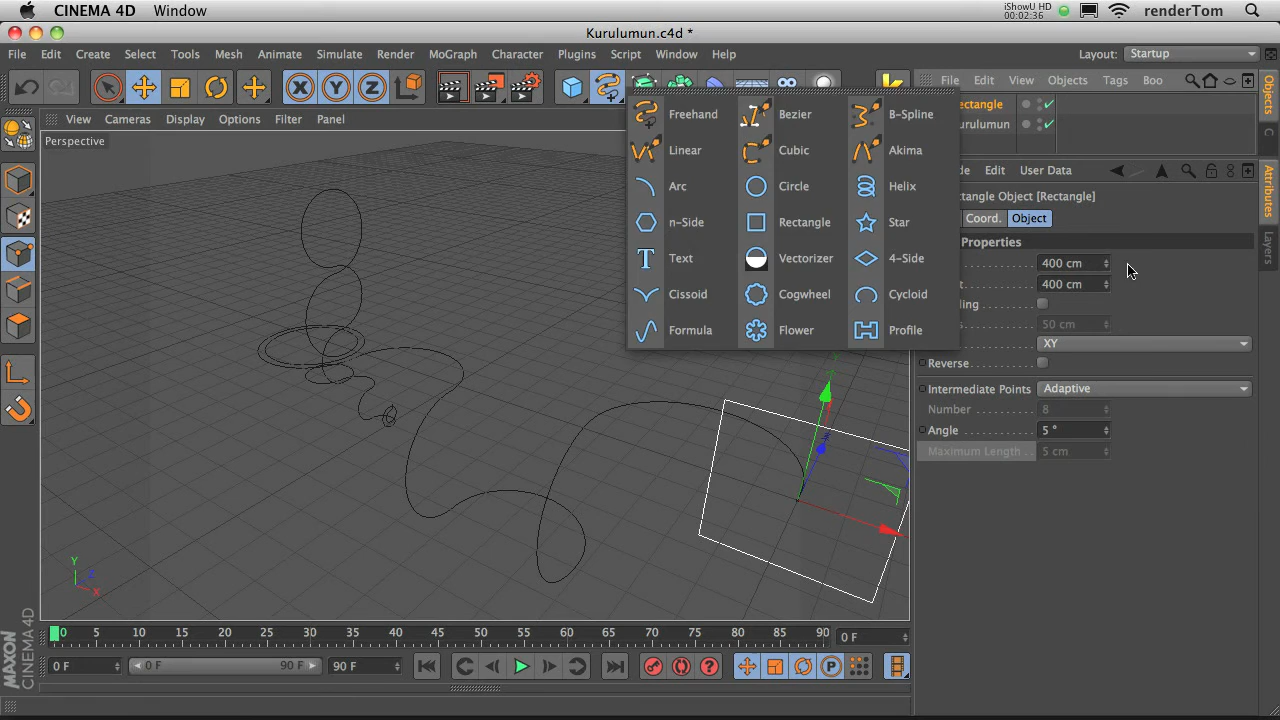 CINEMA 4D Window iShowU HD 00:02:36 renderTom
Kurulumun.c4d *
File Edit Create Select Tools Mesh Animate Simulate Render MoGraph Character Plugins Script Window Help Layout: Startup
X Y Z File Edit View Objects Tags Boo
View Cameras Display Options Filter Panel
Perspective
Freehand Bezier B-Spline
Linear Cubic Akima
Arc Circle Helix
n-Side Rectangle Star
Text Vectorizer 4-Side
Cissoid Cogwheel Cycloid
Formula Flower Profile
Rectangle
urulumun
de Edit User Data
tangle Object [Rectangle]
Coord. Object
Properties
400 cm
t 400 cm
ling
s 50 cm
XY
Reverse
Intermediate Points Adaptive
Number 8
Angle 5 °
Maximum Length 5 cm
Objects
C
Attributes
Layers
Y
Z
X
0 5 10 15 20 25 30 35 40 45 50 55 60 65 70 75 80 85 90 0 F
0 F 0 F 90 F 90 F P
MAXON
CINEMA 4D